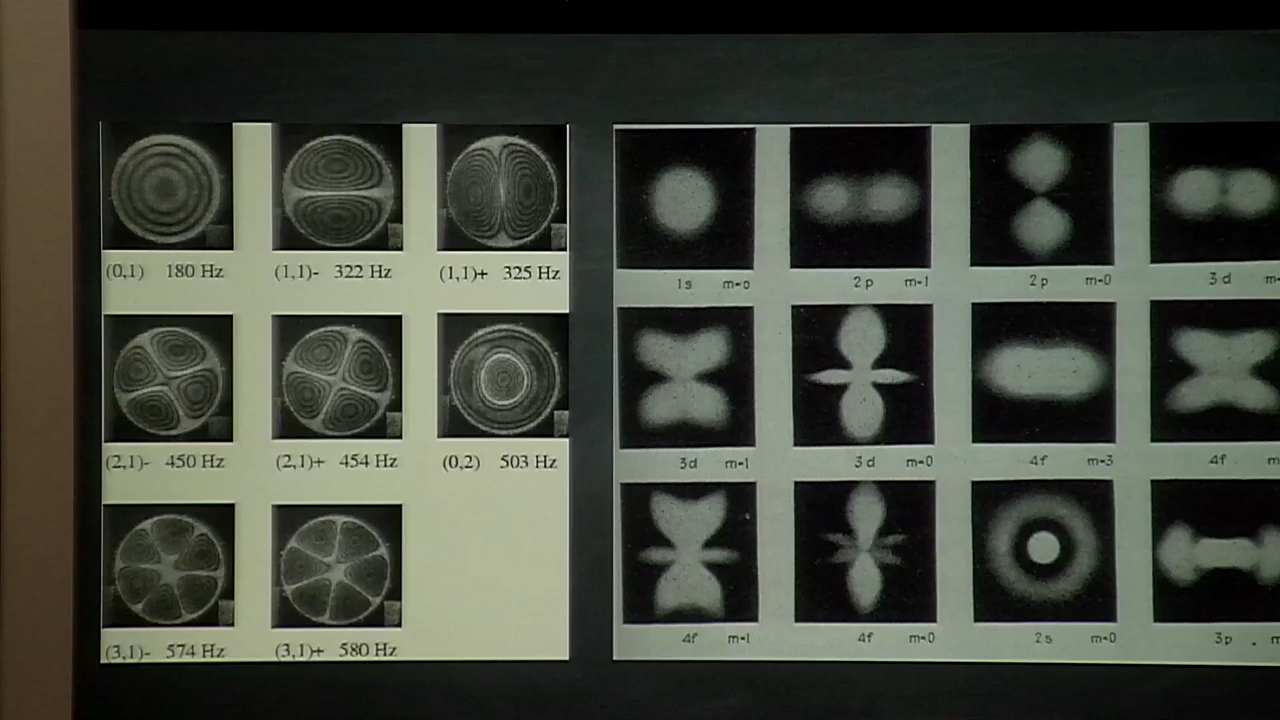 (0,1) 180 Hz
(1,1)- 322 Hz
(1,1)+ 325 Hz
(2,1)- 450 Hz
(2,1)+ 454 Hz
(0,2) 503 Hz
(3,1)- 574 Hz
(3,1)+ 580 Hz
1s m=0
2p m=1
2p m=0
3d m=
3d m=1
3d m=0
4f m=3
4f m
4f m=1
4f m=0
2s m=0
3p m